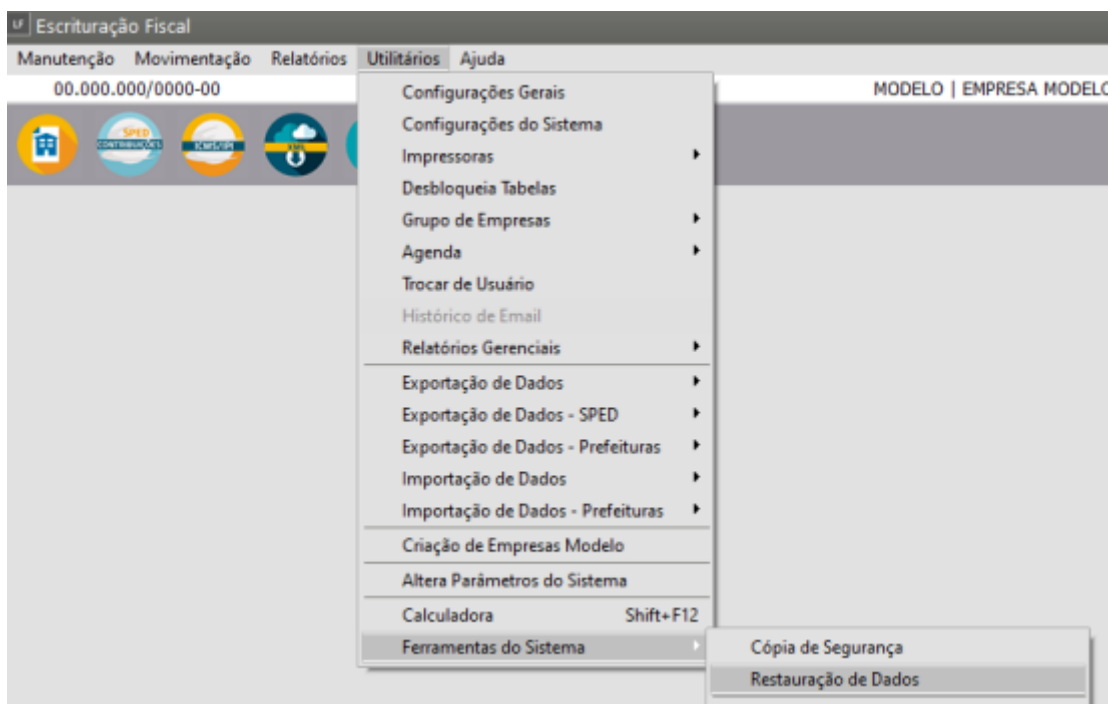 LF Escrituração Fiscal
Manutenção Movimentação Relatórios Utilitários Ajuda
00.000.000/0000-00 MODELO | EMPRESA MODELO
SPED CONTRIBUIÇÕES ICMS/IPI XML
Configurações Gerais
Configurações do Sistema
Impressoras
Desbloqueia Tabelas
Grupo de Empresas
Agenda
Trocar de Usuário
Histórico de Email
Relatórios Gerenciais
Exportação de Dados
Exportação de Dados - SPED
Exportação de Dados - Prefeituras
Importação de Dados
Importação de Dados - Prefeituras
Criação de Empresas Modelo
Altera Parâmetros do Sistema
Calculadora Shift+F12
Ferramentas do Sistema
Cópia de Segurança
Restauração de Dados